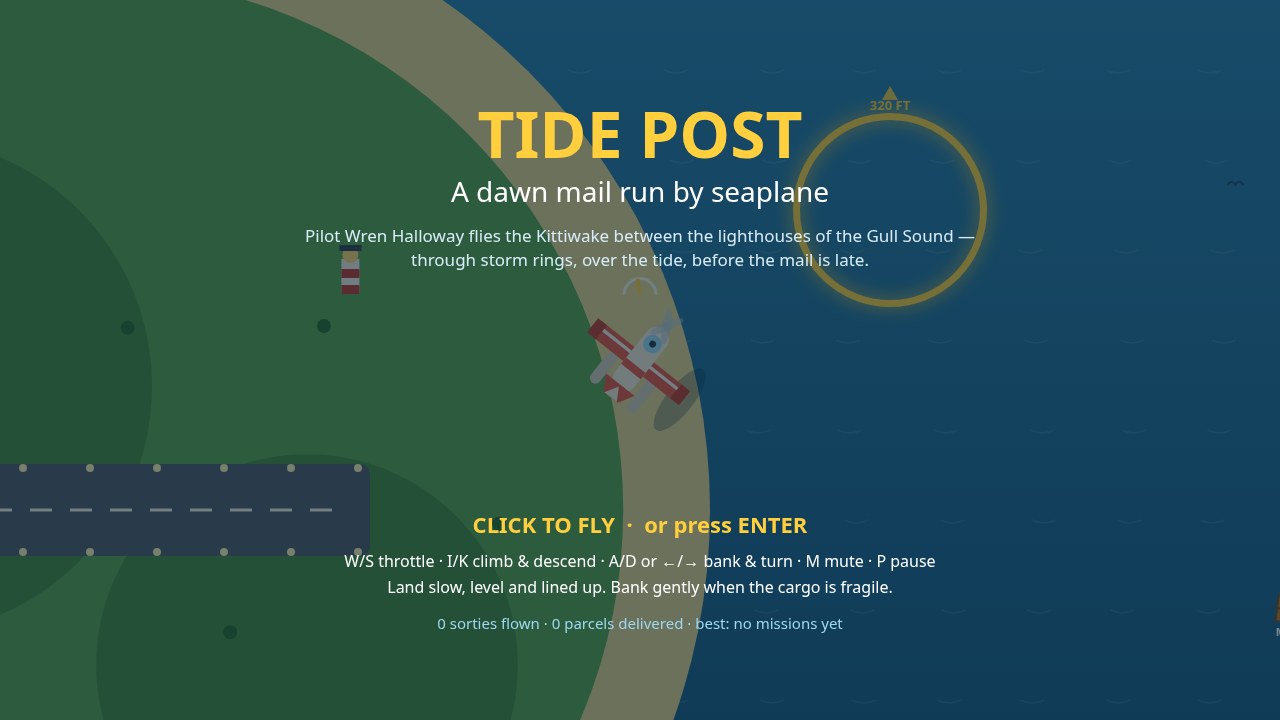 320 FT
TIDE POST
A dawn mail run by seaplane
Pilot Wren Halloway flies the Kittiwake between the lighthouses of the Gull Sound —
through storm rings, over the tide, before the mail is late.
CLICK TO FLY · or press ENTER
W/S throttle · I/K climb & descend · A/D or ←/→ bank & turn · M mute · P pause
Land slow, level and lined up. Bank gently when the cargo is fragile.
0 sorties flown · 0 parcels delivered · best: no missions yet